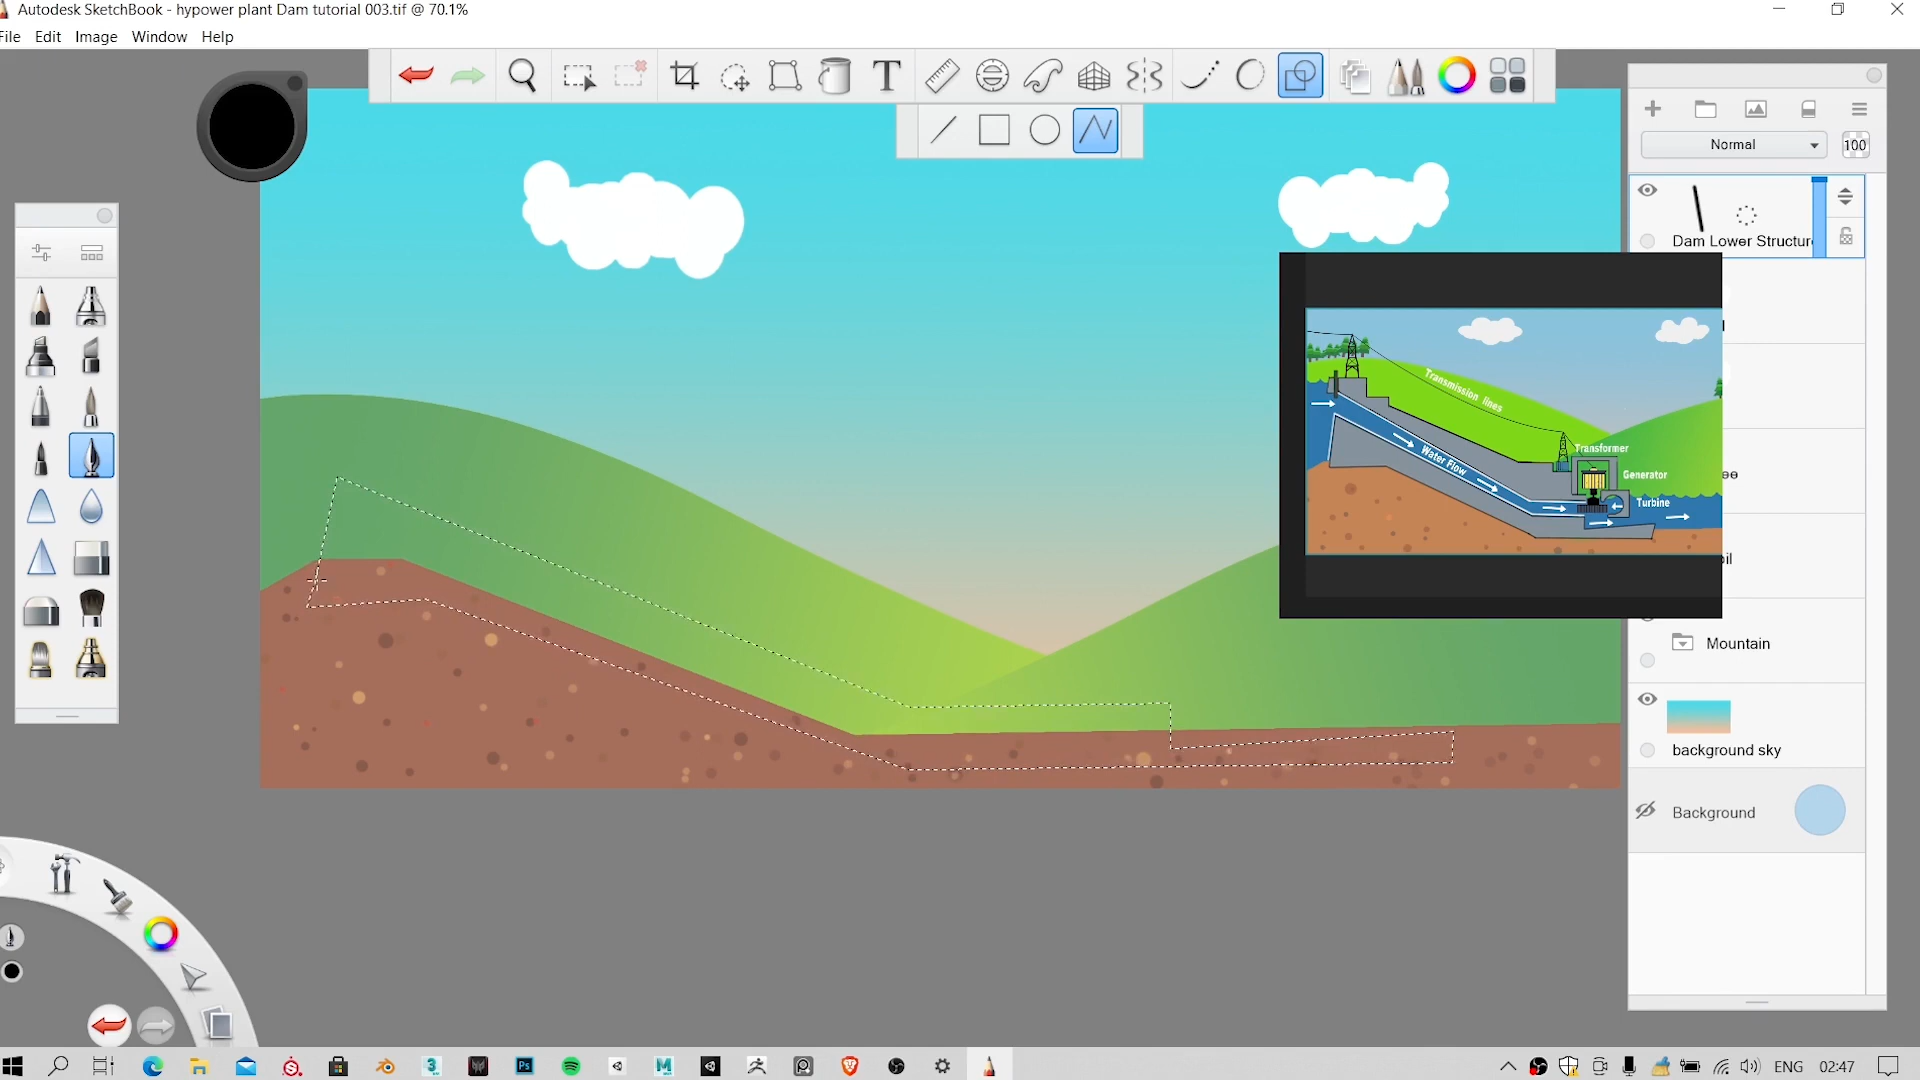 Autodesk SketchBook - hypower plant Dam tutorial 003.tif @ 70.1%
File Edit Image Window Help
T
Normal
100
Dam Lower Structur
Transmission lines
Transformer
Generator
Water Flow
Turbine
Mountain
background sky
Background
Ps
ENG 02:47